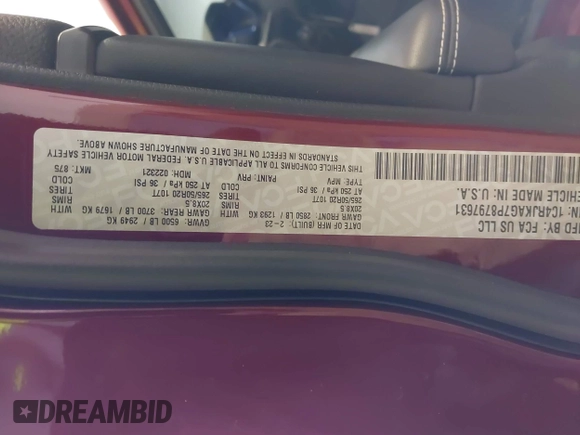 MFD BY: FCA US LLC
DATE OF MFR (BUILT): 2-23
GVWR: 6500 LB / 2949 KG
GAWR FRONT: 2850 LB / 1293 KG WITH
GAWR REAR: 3700 LB / 1679 KG WITH
265/50R20 107T TIRES
20X8.5 RIMS
AT 250 kPa / 36 PSI COLD
265/50R20 107T TIRES
20X8.5 RIMS
AT 250 kPa / 36 PSI COLD
THIS VEHICLE CONFORMS TO ALL APPLICABLE U.S.A. FEDERAL MOTOR VEHICLE SAFETY
STANDARDS IN EFFECT ON THE DATE OF MANUFACTURE SHOWN ABOVE.
1C4RJKAG7P8797631
TYPE: MPV
PAINT: PRV
MDH: 022321
MKT: 875
VEHICLE MADE IN: U.S.A.
DREAMBID